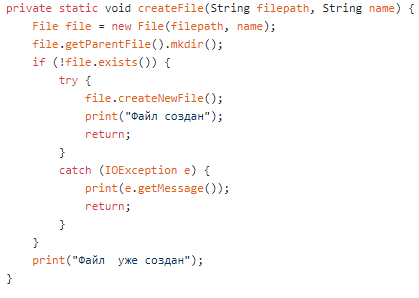 private static void createFile(String filepath, String name) {
    File file = new File(filepath, name);
    file.getParentFile().mkdir();
    if (!file.exists()) {
        try {
            file.createNewFile();
            print("Файл создан");
            return;
        }
        catch (IOException e) {
            print(e.getMessage());
            return;
        }
    }
    print("Файл  уже создан");
}